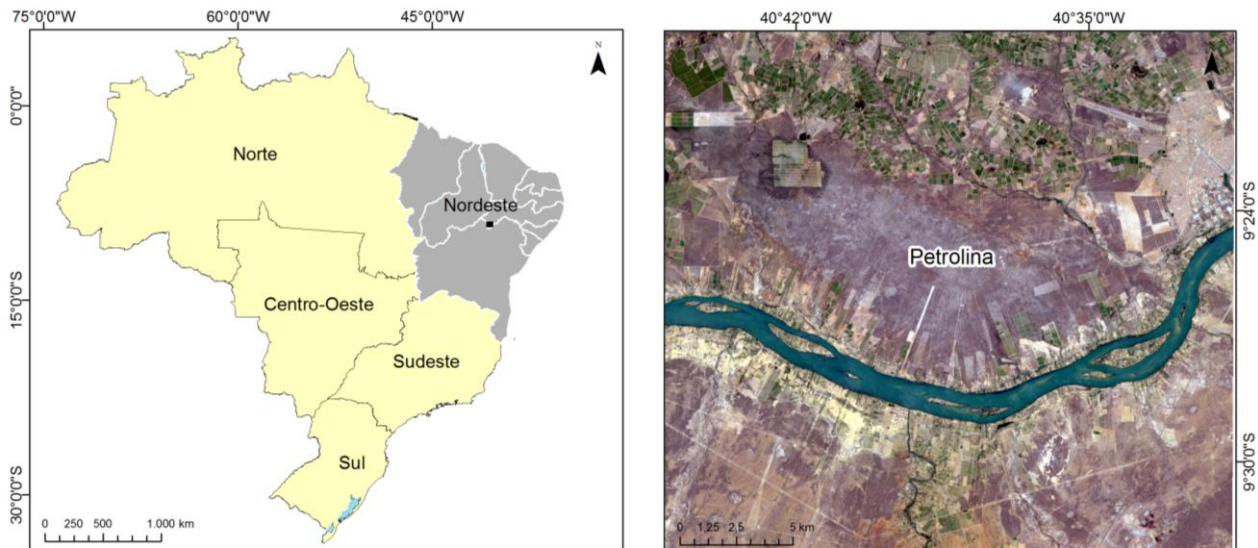 75°0'0"W 60°0'0"W 45°0'0"W
0°0'0"
15°0'0"S
30°0'0"S
N
Norte
Nordeste
Centro-Oeste
Sudeste
Sul
0 250 500 1.000 km
40°42'0"W 40°35'0"W
9°24'0"S
9°30'0"S
Petrolina
0 1,25 2,5 5 km